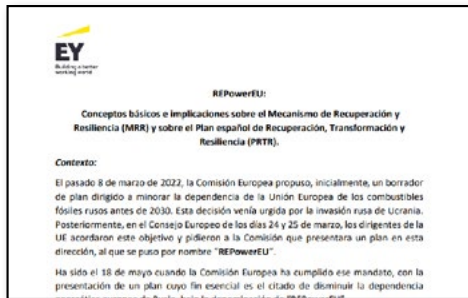 EY
Building a better
working world
REPowerEU:
Conceptos básicos e implicaciones sobre el Mecanismo de Recuperación y
Resiliencia (MRR) y sobre el Plan español de Recuperación, Transformación y
Resiliencia (PRTR).
Contexto:
El pasado 8 de marzo de 2022, la Comisión Europea propuso, inicialmente, un borrador
de plan dirigido a minorar la dependencia de la Unión Europea de los combustibles
fósiles rusos antes de 2030. Esta decisión venía urgida por la invasión rusa de Ucrania.
Posteriormente, en el Consejo Europeo de los días 24 y 25 de marzo, los dirigentes de la
UE acordaron este objetivo y pidieron a la Comisión que presentara un plan en esta
dirección, al que se puso por nombre "REPowerEU".
Ha sido el 18 de mayo cuando la Comisión Europea ha cumplido ese mandato, con la
presentación de un plan cuyo fin esencial es el citado de disminuir la dependencia